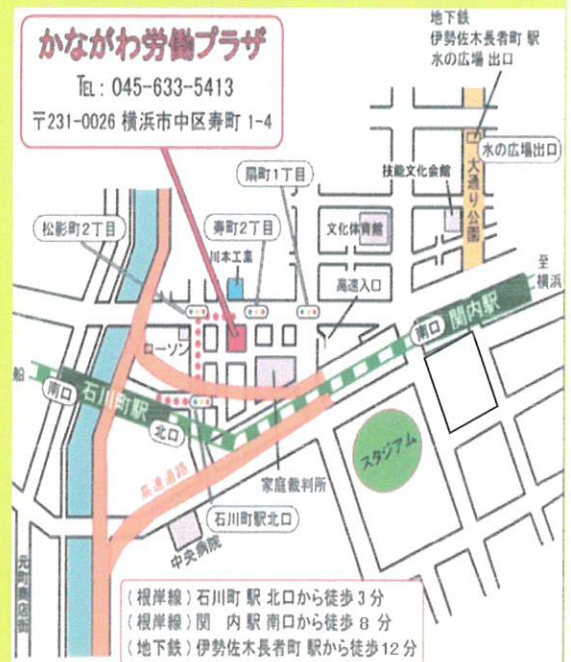 かながわ労働プラザ
TEL: 045-633-5413
〒231-0026 横浜市中区寿町 1-4
地下鉄
伊勢佐木長者町 駅
水の広場 出口
水の広場出口
大通り公園
技能文化会館
扇町1丁目
文化体育館
松影町2丁目
寿町2丁目
川本工業
高速入口
至
横浜
関内駅
南口
ローソン
船
南口
石川町駅
北口
スタジアム
高速道路
家庭裁判所
石川町駅北口
中央病院
元町商店街
(根岸線) 石川町 駅 北口から徒歩 3 分
(根岸線) 関 内 駅 南口から徒歩 8 分
(地下鉄) 伊勢佐木長者町 駅から徒歩12分